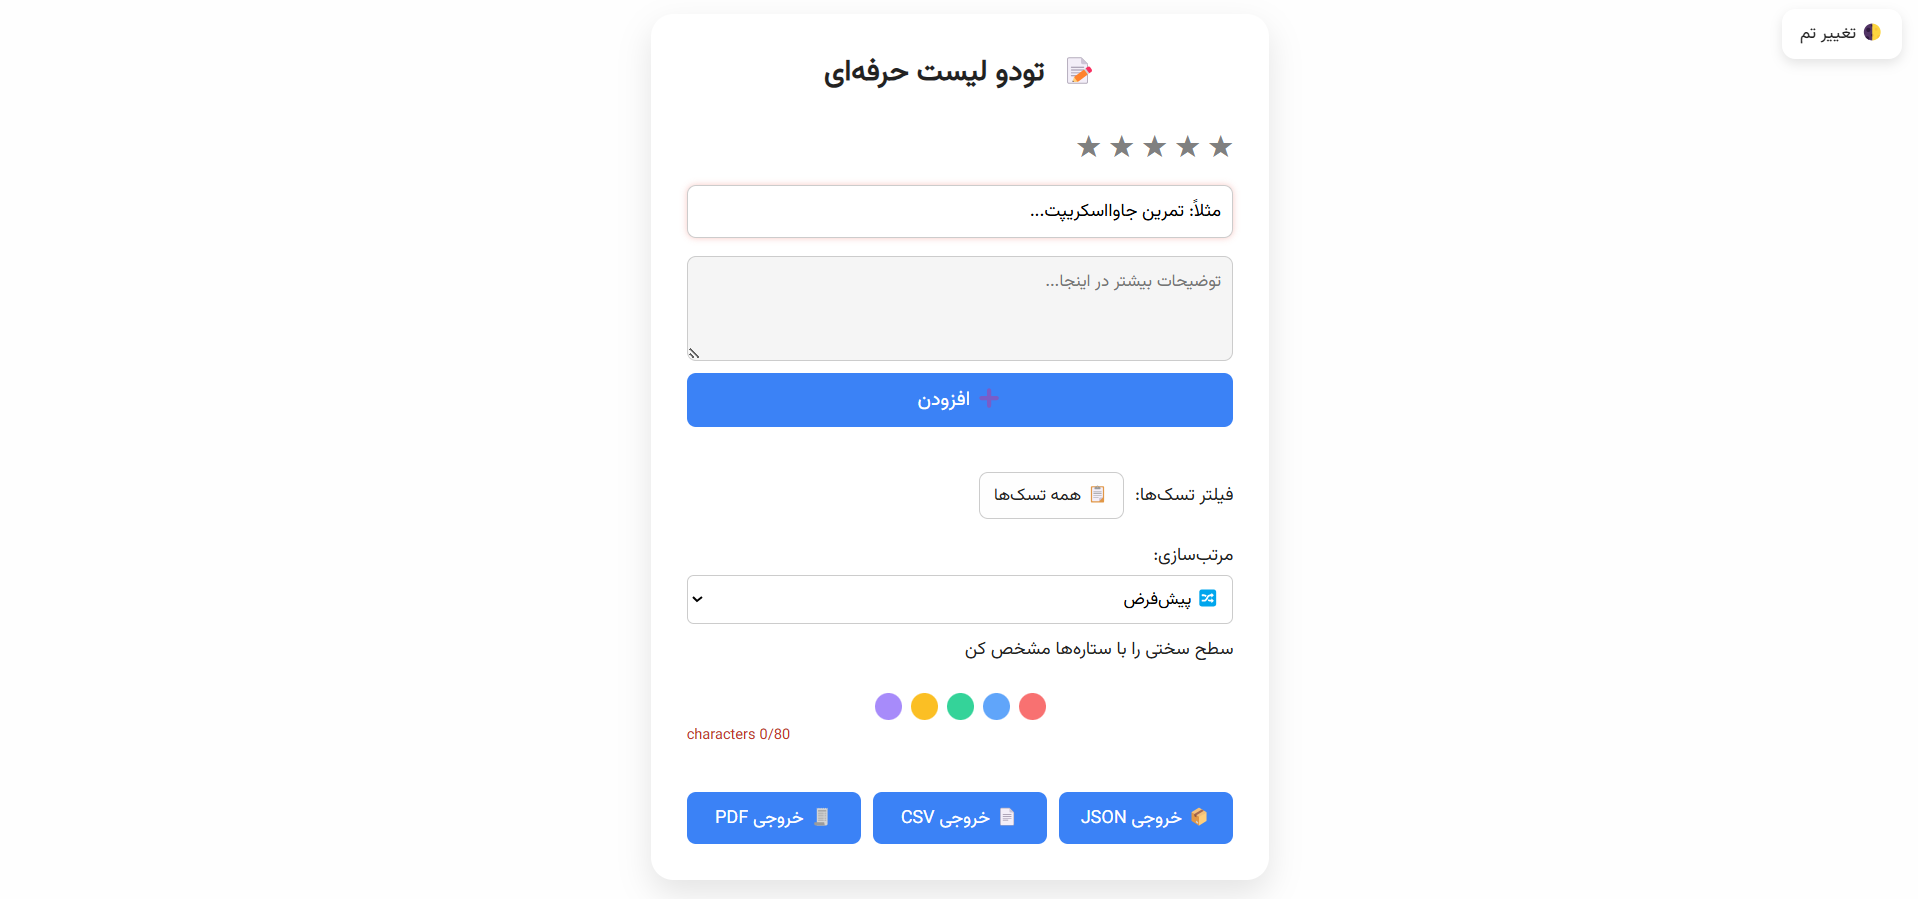 🌓 تغییر تم
📝 تودو لیست حرفه‌ای
★ ★ ★ ★ ★
مثلاً: تمرین جاوااسکریپت...
توضیحات بیشتر در اینجا...
➕ افزودن
فیلتر تسک‌ها: 📋 همه تسک‌ها
مرتب‌سازی:
🔀 پیش‌فرض
سطح سختی را با ستاره‌ها مشخص کن
characters 0/80
📦 خروجی JSON 📄 خروجی CSV 🧾 خروجی PDF